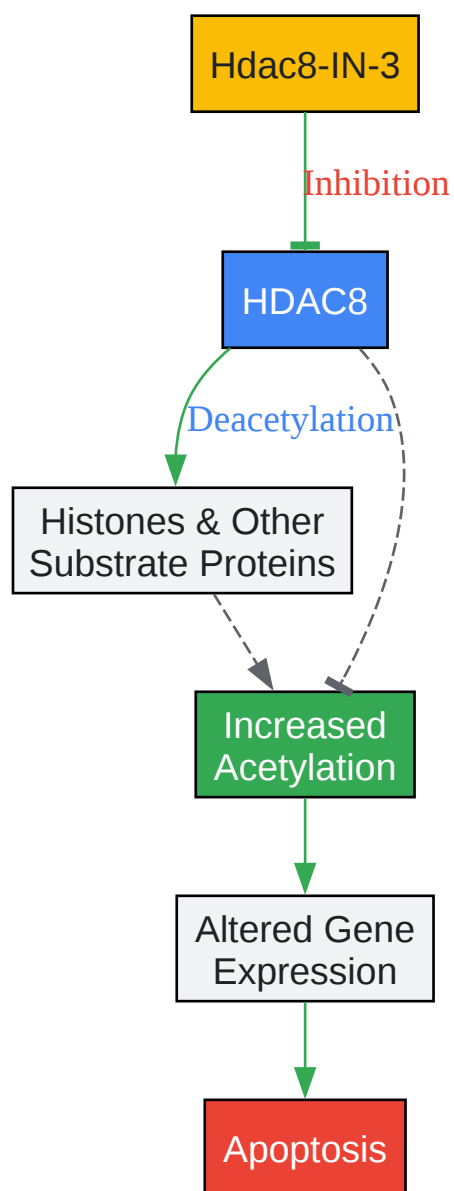 Hdac8-IN-3
Inhibition
HDAC8
Deacetylation
Histones & Other
Substrate Proteins
Increased
Acetylation
Altered Gene
Expression
Apoptosis